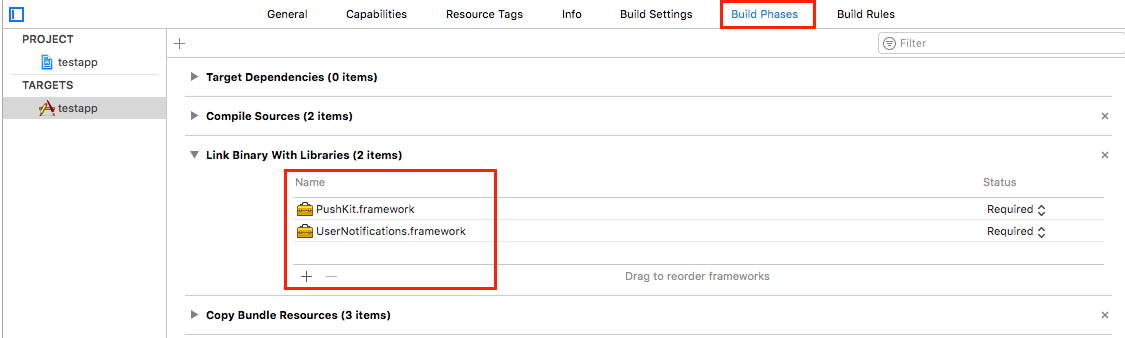 General Capabilities Resource Tags Info Build Settings Build Phases Build Rules
PROJECT
testapp
TARGETS
testapp
Filter
Target Dependencies (0 items)
Compile Sources (2 items)
Link Binary With Libraries (2 items)
Name Status
PushKit.framework Required
UserNotifications.framework Required
Drag to reorder frameworks
Copy Bundle Resources (3 items)